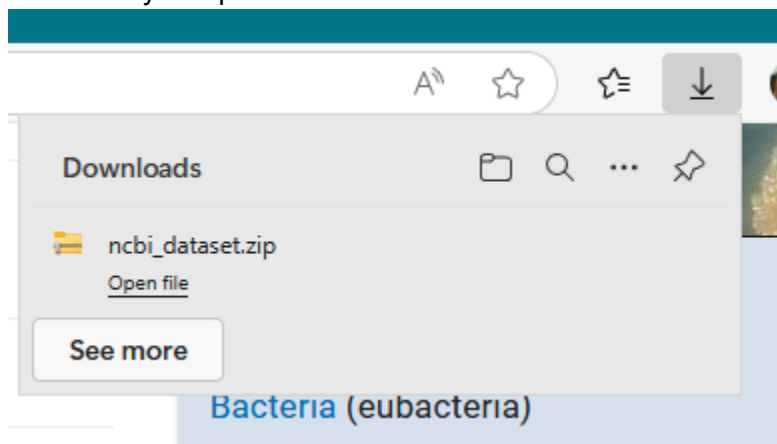 Downloads
ncbi_dataset.zip
Open file
See more
Bacteria (eubacteria)